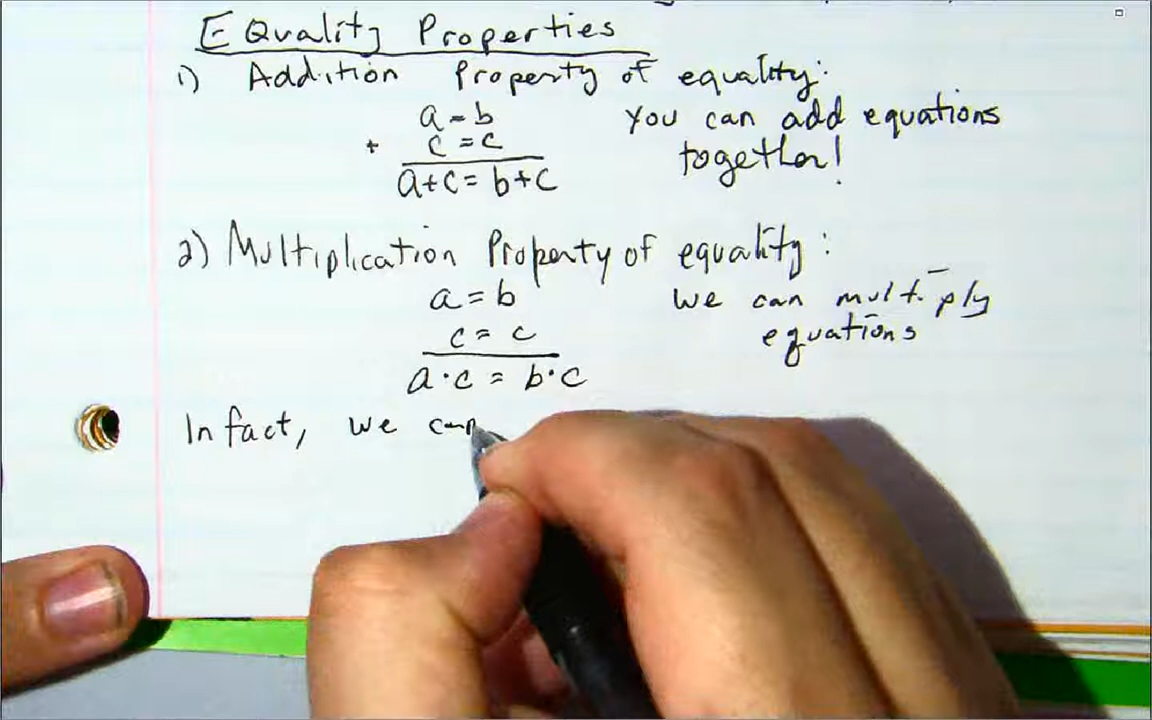 Equality Properties
1) Addition Property of equality:
a = b you can add equations
+ c = c together!
a+c = b+c
2) Multiplication Property of equality:
a = b we can multiply
c = c equations
a·c = b·c
In fact, we can